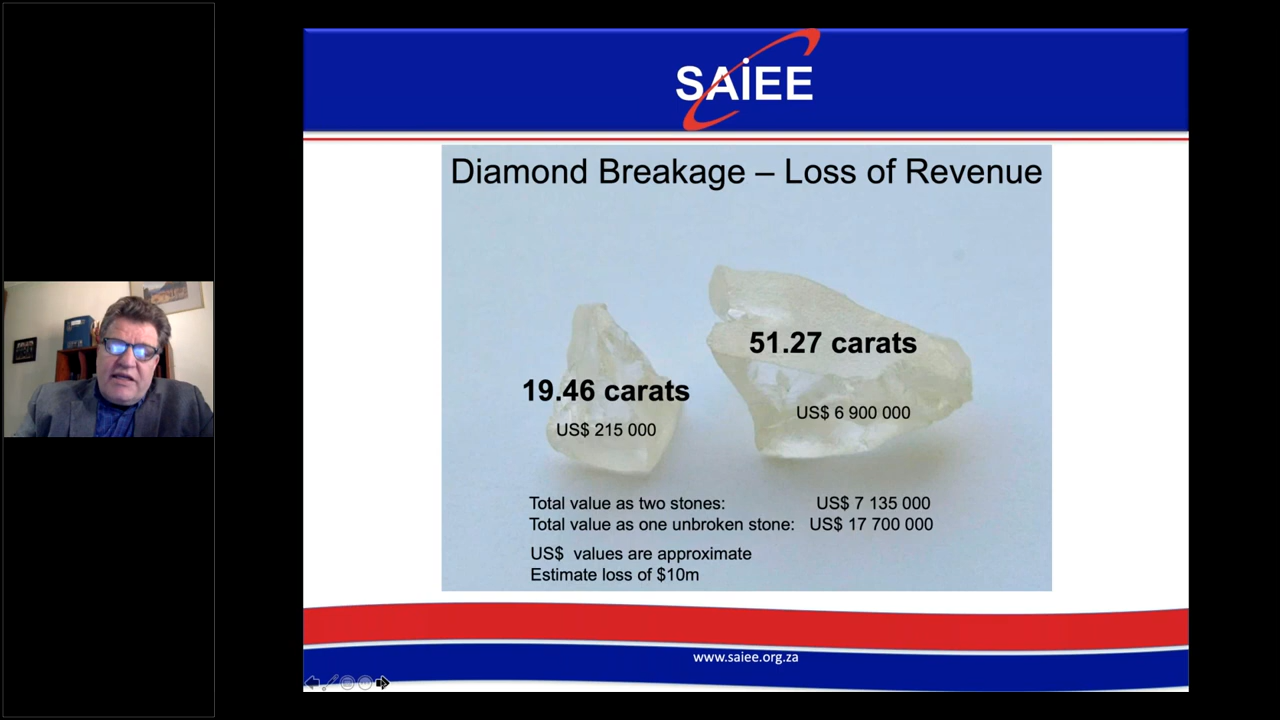 SAiEE
Diamond Breakage – Loss of Revenue
51.27 carats
US$ 6 900 000
19.46 carats
US$ 215 000
Total value as two stones: US$ 7 135 000
Total value as one unbroken stone: US$ 17 700 000
US$ values are approximate
Estimate loss of $10m
www.saiee.org.za